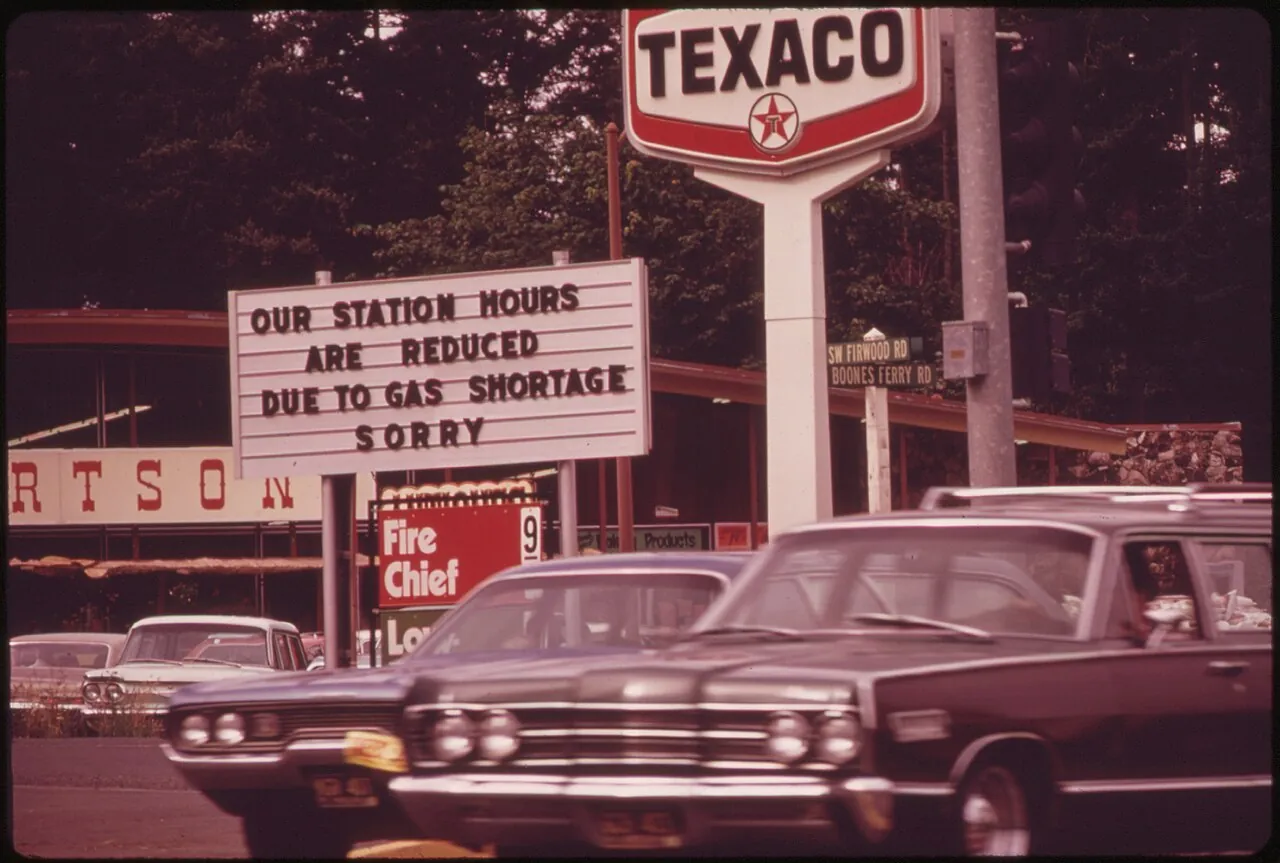 TEXACO
T
OUR STATION HOURS
ARE REDUCED
DUE TO GAS SHORTAGE
SORRY
SW FIRWOOD RD
BOONES FERRY RD
RTSON
Fire
Chief
9
Products